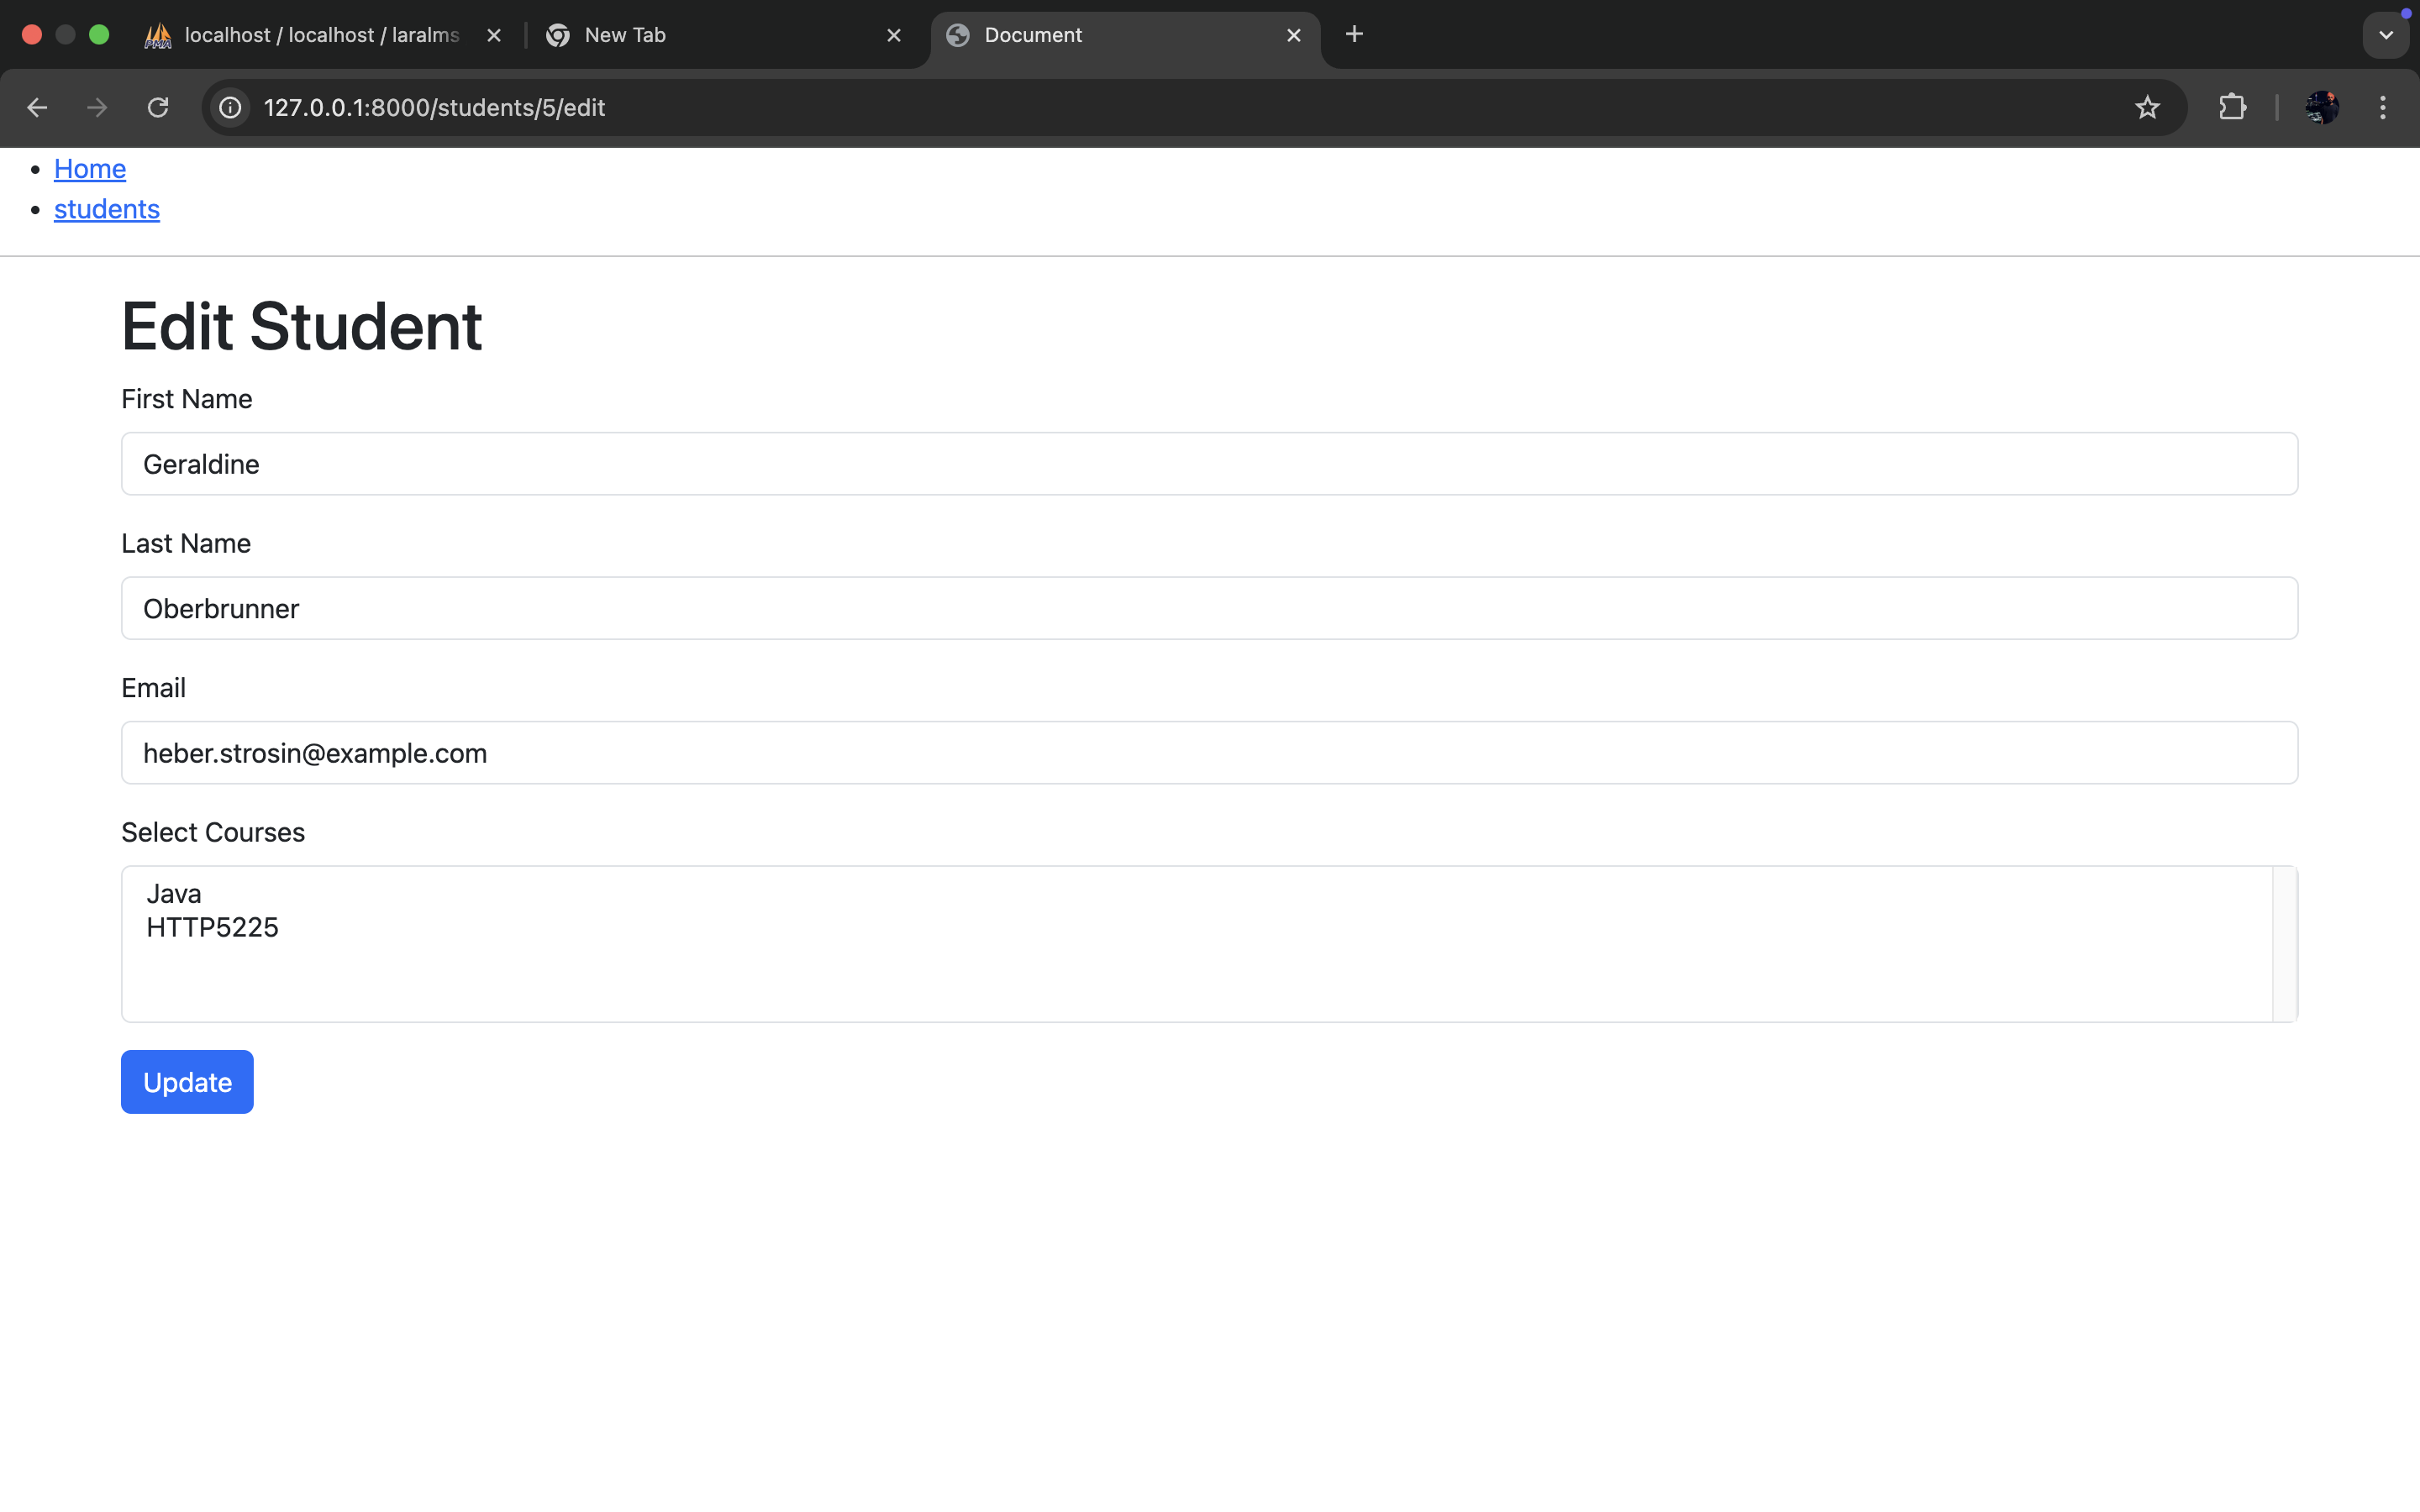 localhost / localhost / laralms
New Tab
Document
127.0.0.1:8000/students/5/edit
Home
students
Edit Student
First Name
Geraldine
Last Name
Oberbrunner
Email
heber.strosin@example.com
Select Courses
Java
HTTP5225
Update